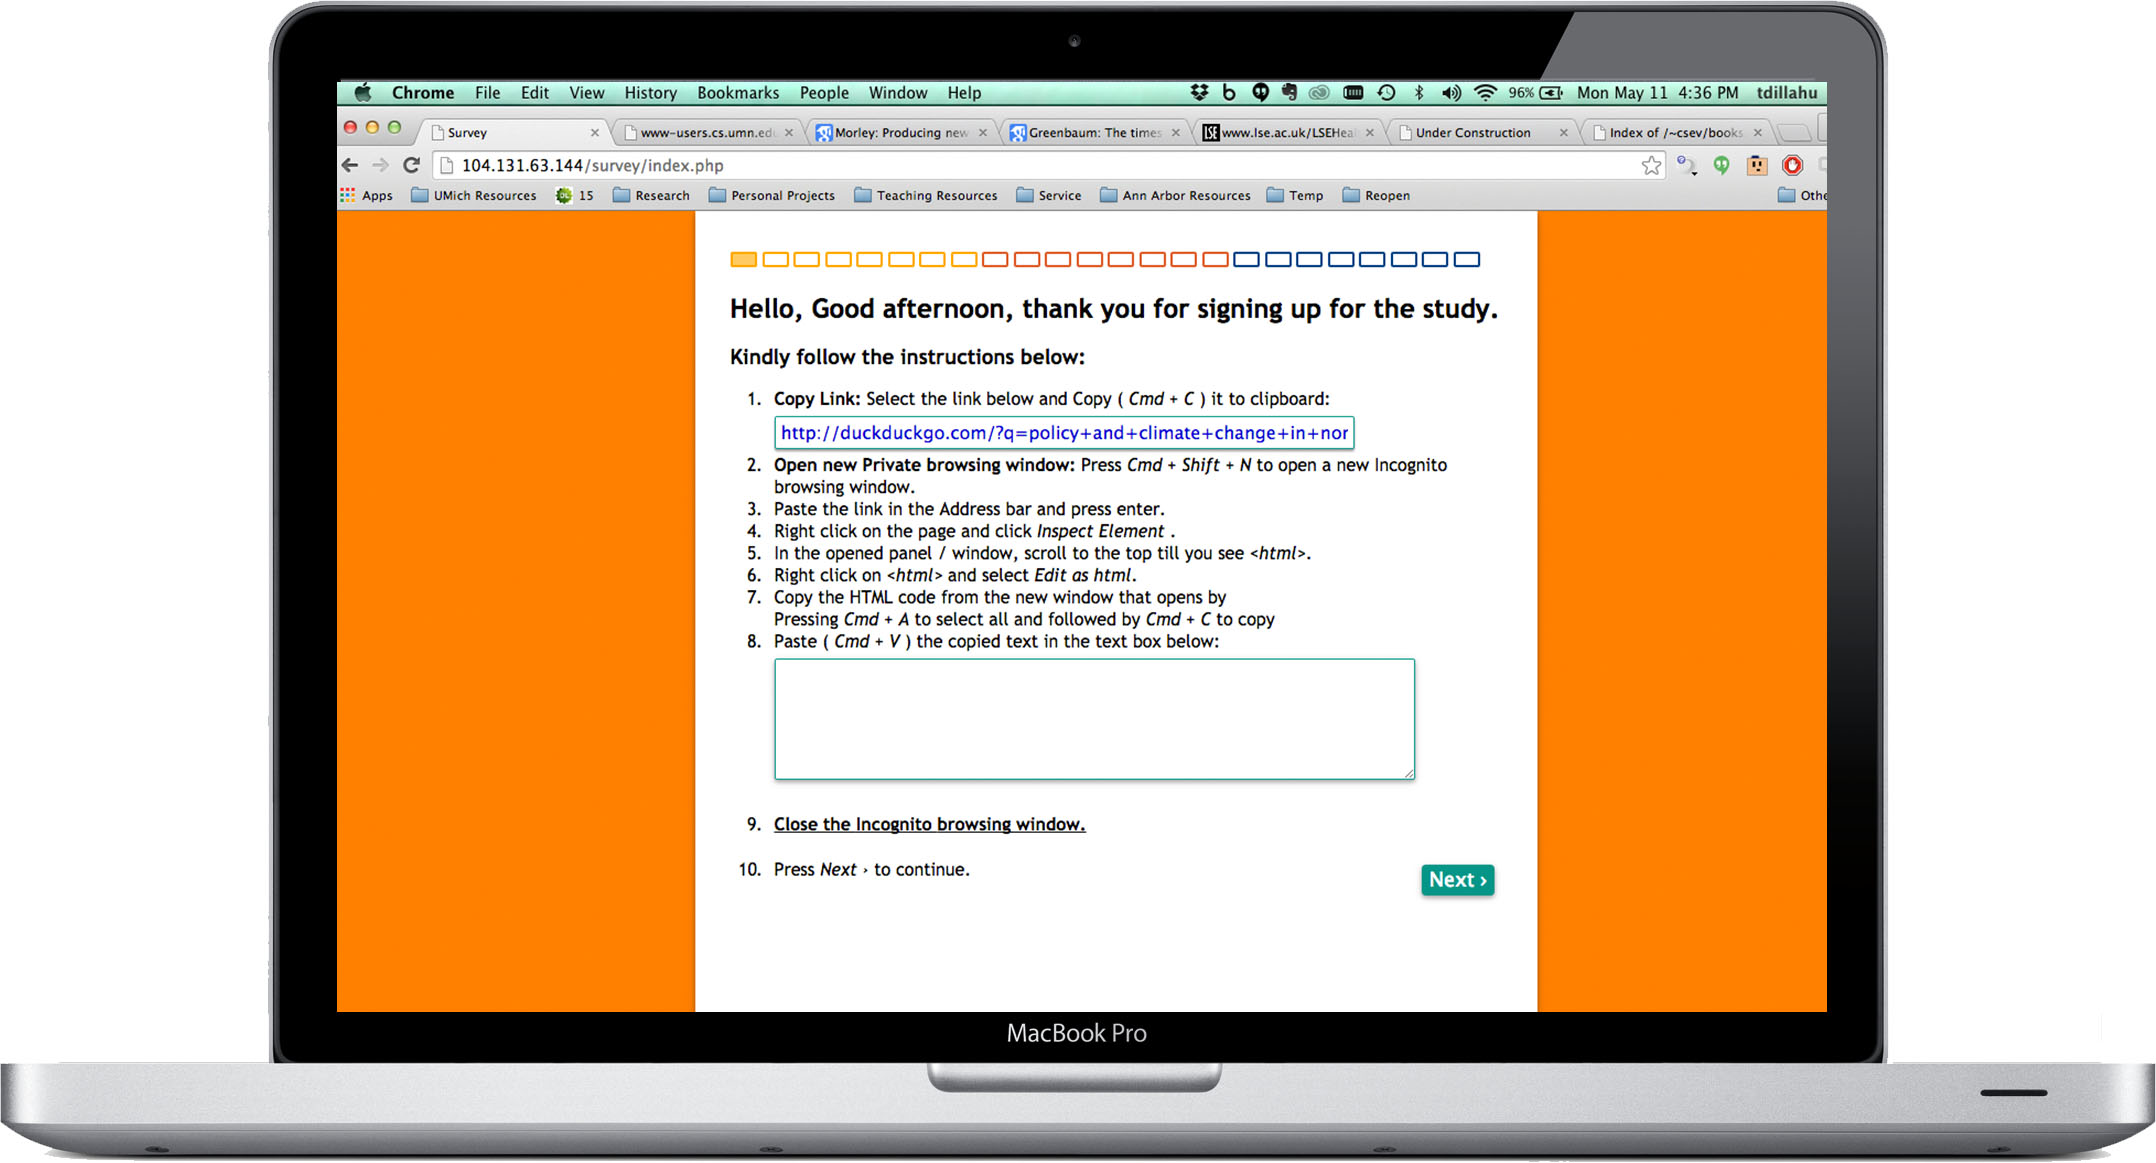 Chrome File Edit View History Bookmarks People Window Help 96% Mon May 11 4:36 PM tdillahu
Survey www-users.cs.umn.edu Morley: Producing new Greenbaum: The times www.lse.ac.uk/LSEHeal Under Construction Index of /~csev/books
104.131.63.144/survey/index.php
Apps UMich Resources 15 Research Personal Projects Teaching Resources Service Ann Arbor Resources Temp Reopen Othe
Hello, Good afternoon, thank you for signing up for the study.
Kindly follow the instructions below:
1. Copy Link: Select the link below and Copy ( Cmd + C ) it to clipboard:
http://duckduckgo.com/?q=policy+and+climate+change+in+nor
2. Open new Private browsing window: Press Cmd + Shift + N to open a new Incognito
browsing window.
3. Paste the link in the Address bar and press enter.
4. Right click on the page and click Inspect Element .
5. In the opened panel / window, scroll to the top till you see <html>.
6. Right click on <html> and select Edit as html.
7. Copy the HTML code from the new window that opens by
Pressing Cmd + A to select all and followed by Cmd + C to copy
8. Paste ( Cmd + V ) the copied text in the text box below:
9. Close the Incognito browsing window.
10. Press Next › to continue.
Next ›
MacBook Pro